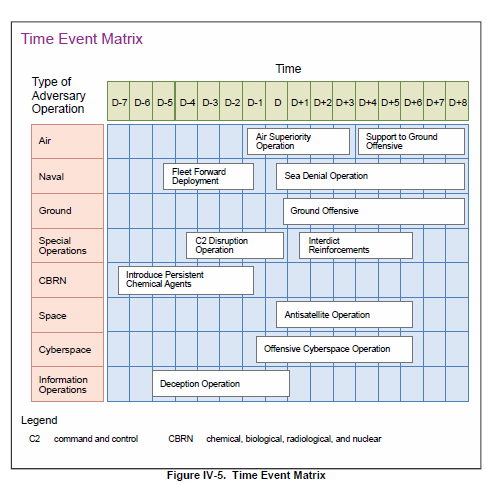 Time Event Matrix
Time
Type of
Adversary
Operation
D-7 D-6 D-5 D-4 D-3 D-2 D-1 D D+1 D+2 D+3 D+4 D+5 D+6 D+7 D+8
Air
Air Superiority
Operation
Support to Ground
Offensive
Naval
Fleet Forward
Deployment
Sea Denial Operation
Ground
Ground Offensive
Special
Operations
C2 Disruption
Operation
Interdict
Reinforcements
CBRN
Introduce Persistent
Chemical Agents
Space
Antisatellite Operation
Cyberspace
Offensive Cyberspace Operation
Information
Operations
Deception Operation
Legend
C2 command and control CBRN chemical, biological, radiological, and nuclear
Figure IV-5. Time Event Matrix